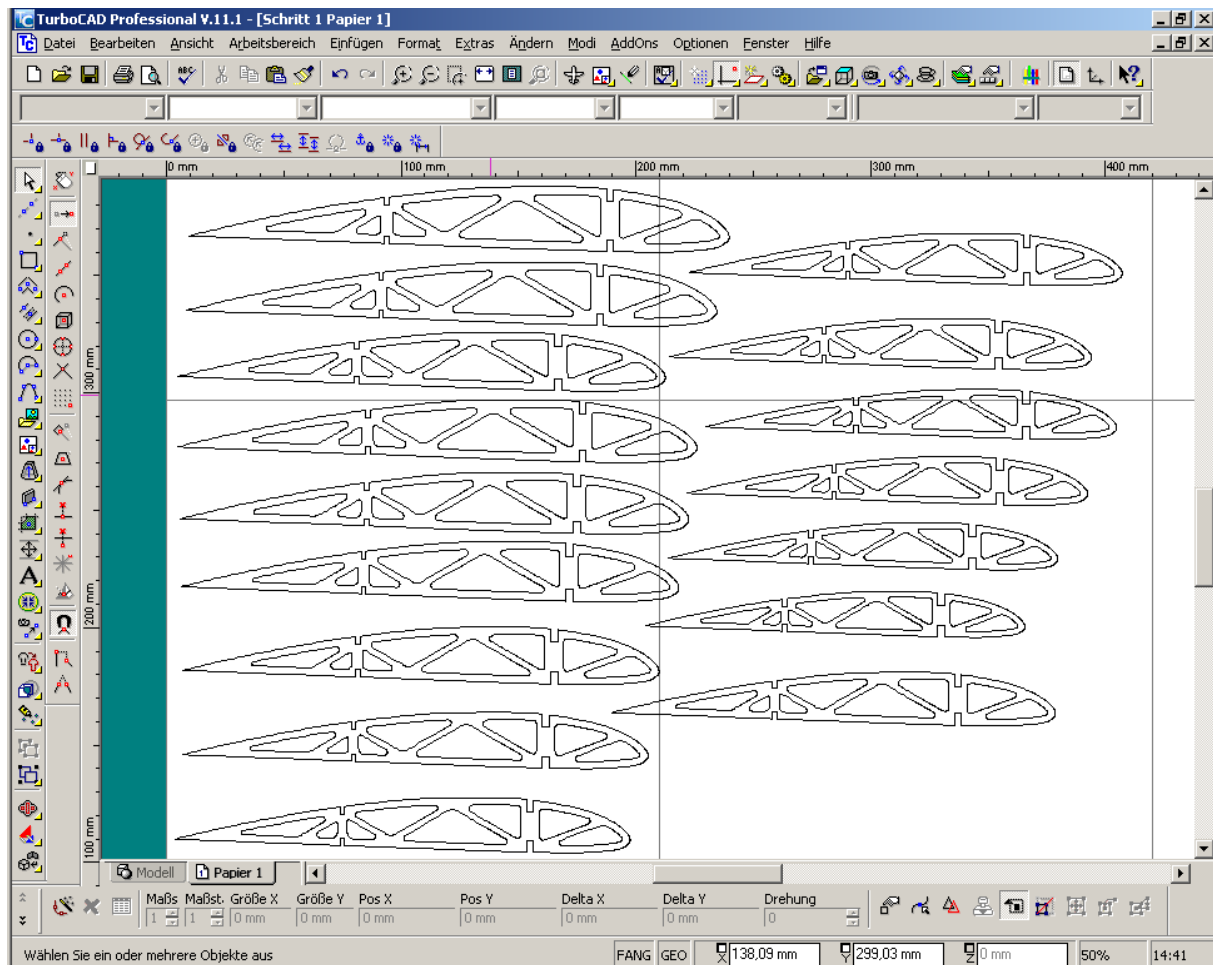 TurboCAD Professional V.11.1 - [Schritt 1 Papier 1]
Datei Bearbeiten Ansicht Arbeitsbereich Einfügen Format Extras Ändern Modi AddOns Optionen Fenster Hilfe
0 mm 100 mm 200 mm 300 mm 400 mm
300 mm
200 mm
100 mm
Modell Papier 1
Maßs Maßst. Größe X Größe Y Pos X Pos Y Delta X Delta Y Drehung
1 1 0 mm 0 mm 0 mm 0 mm 0 mm 0 mm 0
Wählen Sie ein oder mehrere Objekte aus FANG GEO X 138,09 mm Y 299,03 mm Z 0 mm 50% 14:41